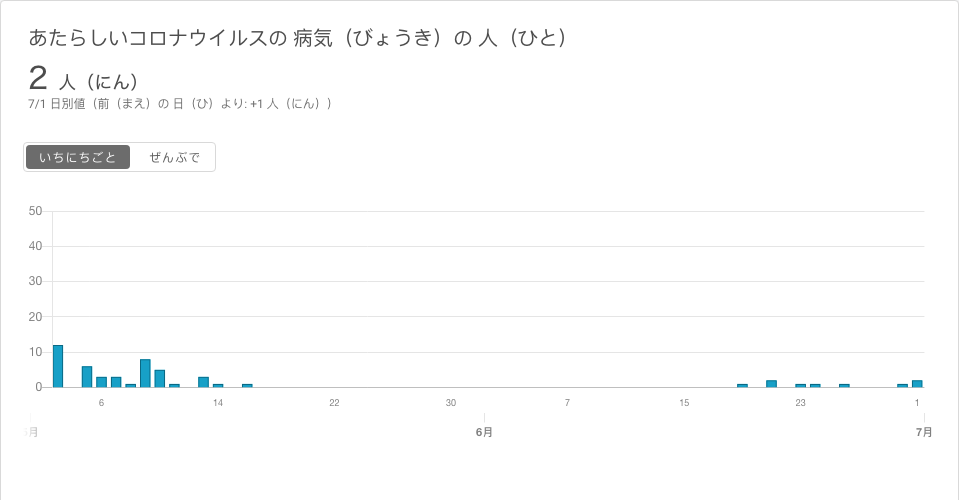 あたらしいコロナウイルスの 病気（びょうき）の 人（ひと）
2 人（にん）
7/1 日別値（前（まえ）の 日（ひ）より: +1 人（にん））
いちにちごと ぜんぶで
50
40
30
20
10
0
6 14 22 30 7 15 23 1
月 6月 7月